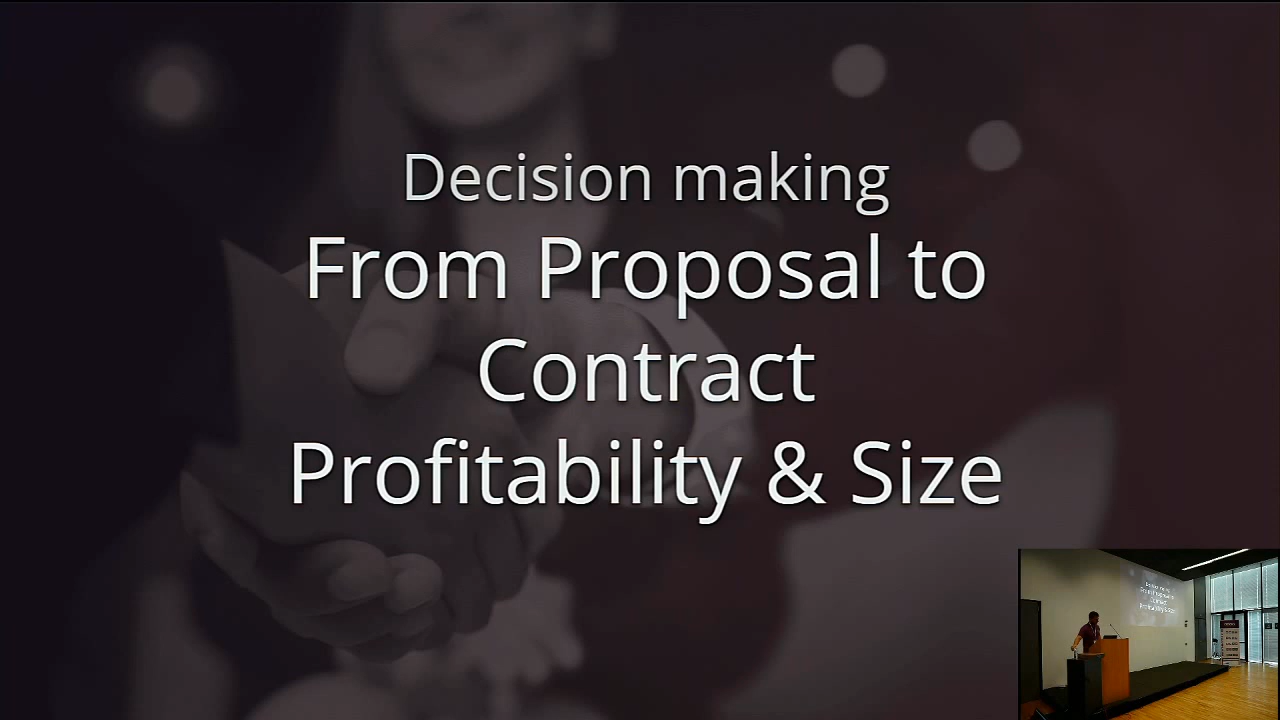 Decision making
From Proposal to
Contract
Profitability & Size